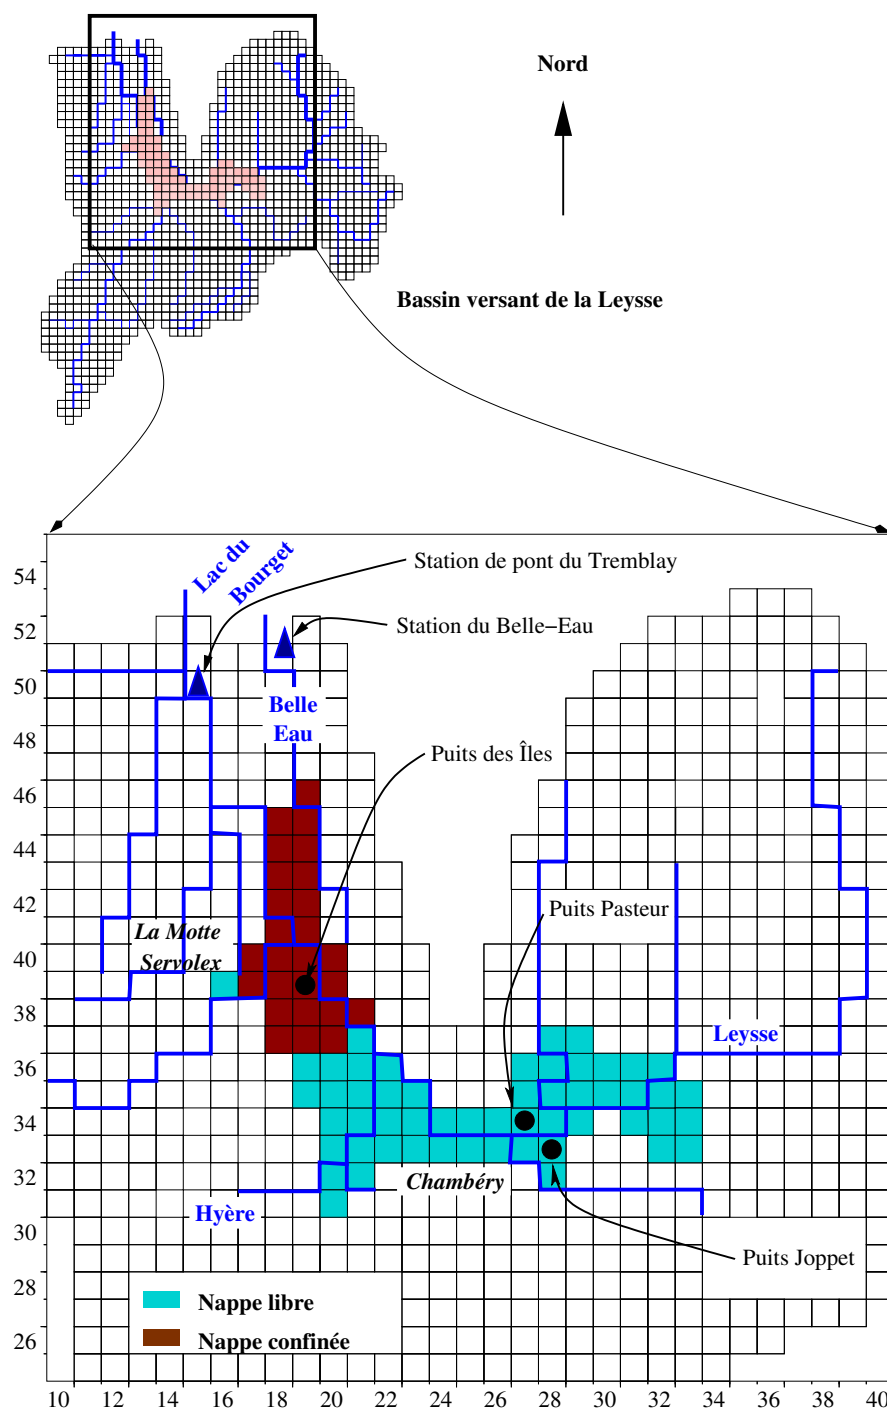 Nord
Bassin versant de la Leysse
Lac du
Bourget
Station de pont du Tremblay
Station du Belle−Eau
Belle
Eau
Puits des Îles
Puits Pasteur
La Motte
Servolex
Leysse
Chambéry
Hyère
Puits Joppet
Nappe libre
Nappe confinée
54
52
50
48
46
44
42
40
38
36
34
32
30
28
26
10 12 14 16 18 20 22 24 26 28 30 32 34 36 38 40